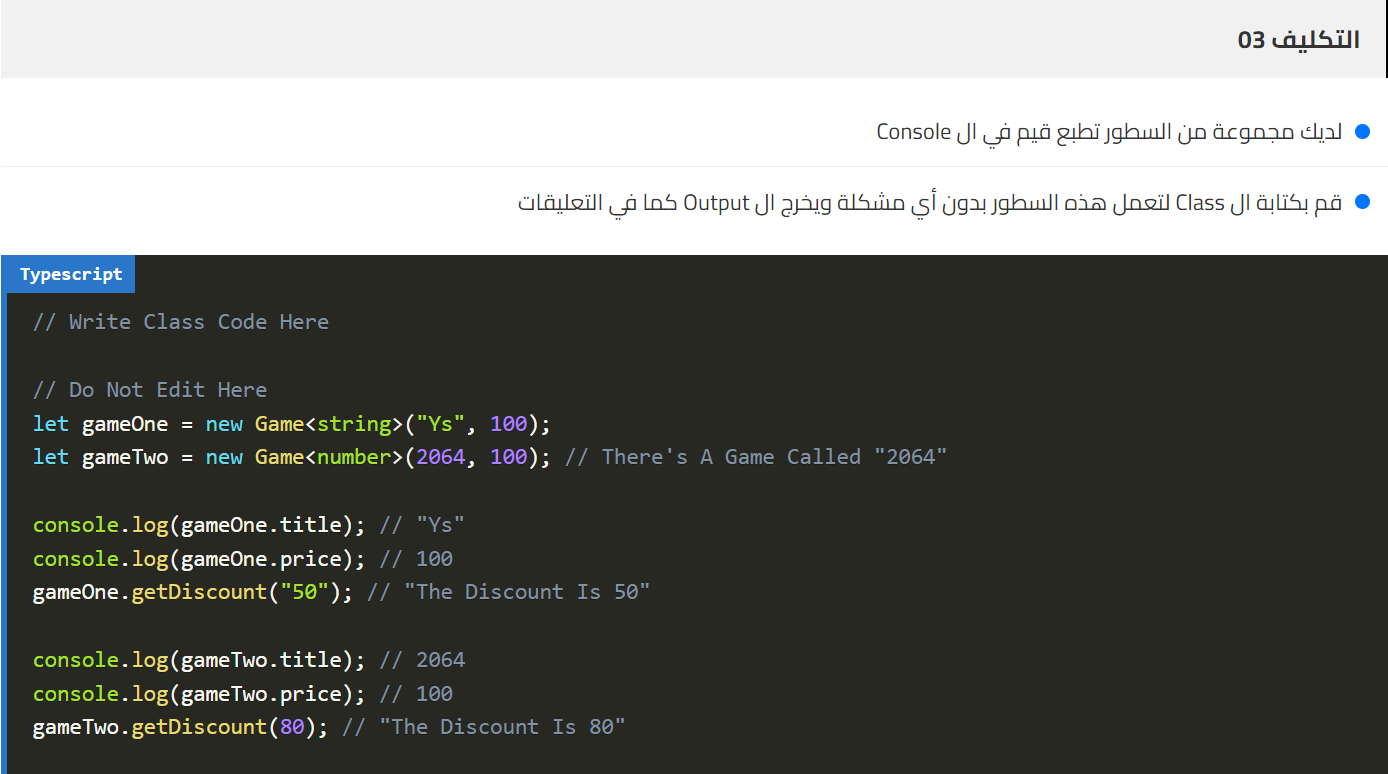 التكليف 03
لديك مجموعة من السطور تطبع قيم في ال Console
قم بكتابة ال Class لتعمل هذه السطور بدون أي مشكلة ويخرج ال Output كما في التعليقات
Typescript
// Write Class Code Here
// Do Not Edit Here
let gameOne = new Game<string>("Ys", 100);
let gameTwo = new Game<number>(2064, 100); // There's A Game Called "2064"
console.log(gameOne.title); // "Ys"
console.log(gameOne.price); // 100
gameOne.getDiscount("50"); // "The Discount Is 50"
console.log(gameTwo.title); // 2064
console.log(gameTwo.price); // 100
gameTwo.getDiscount(80); // "The Discount Is 80"